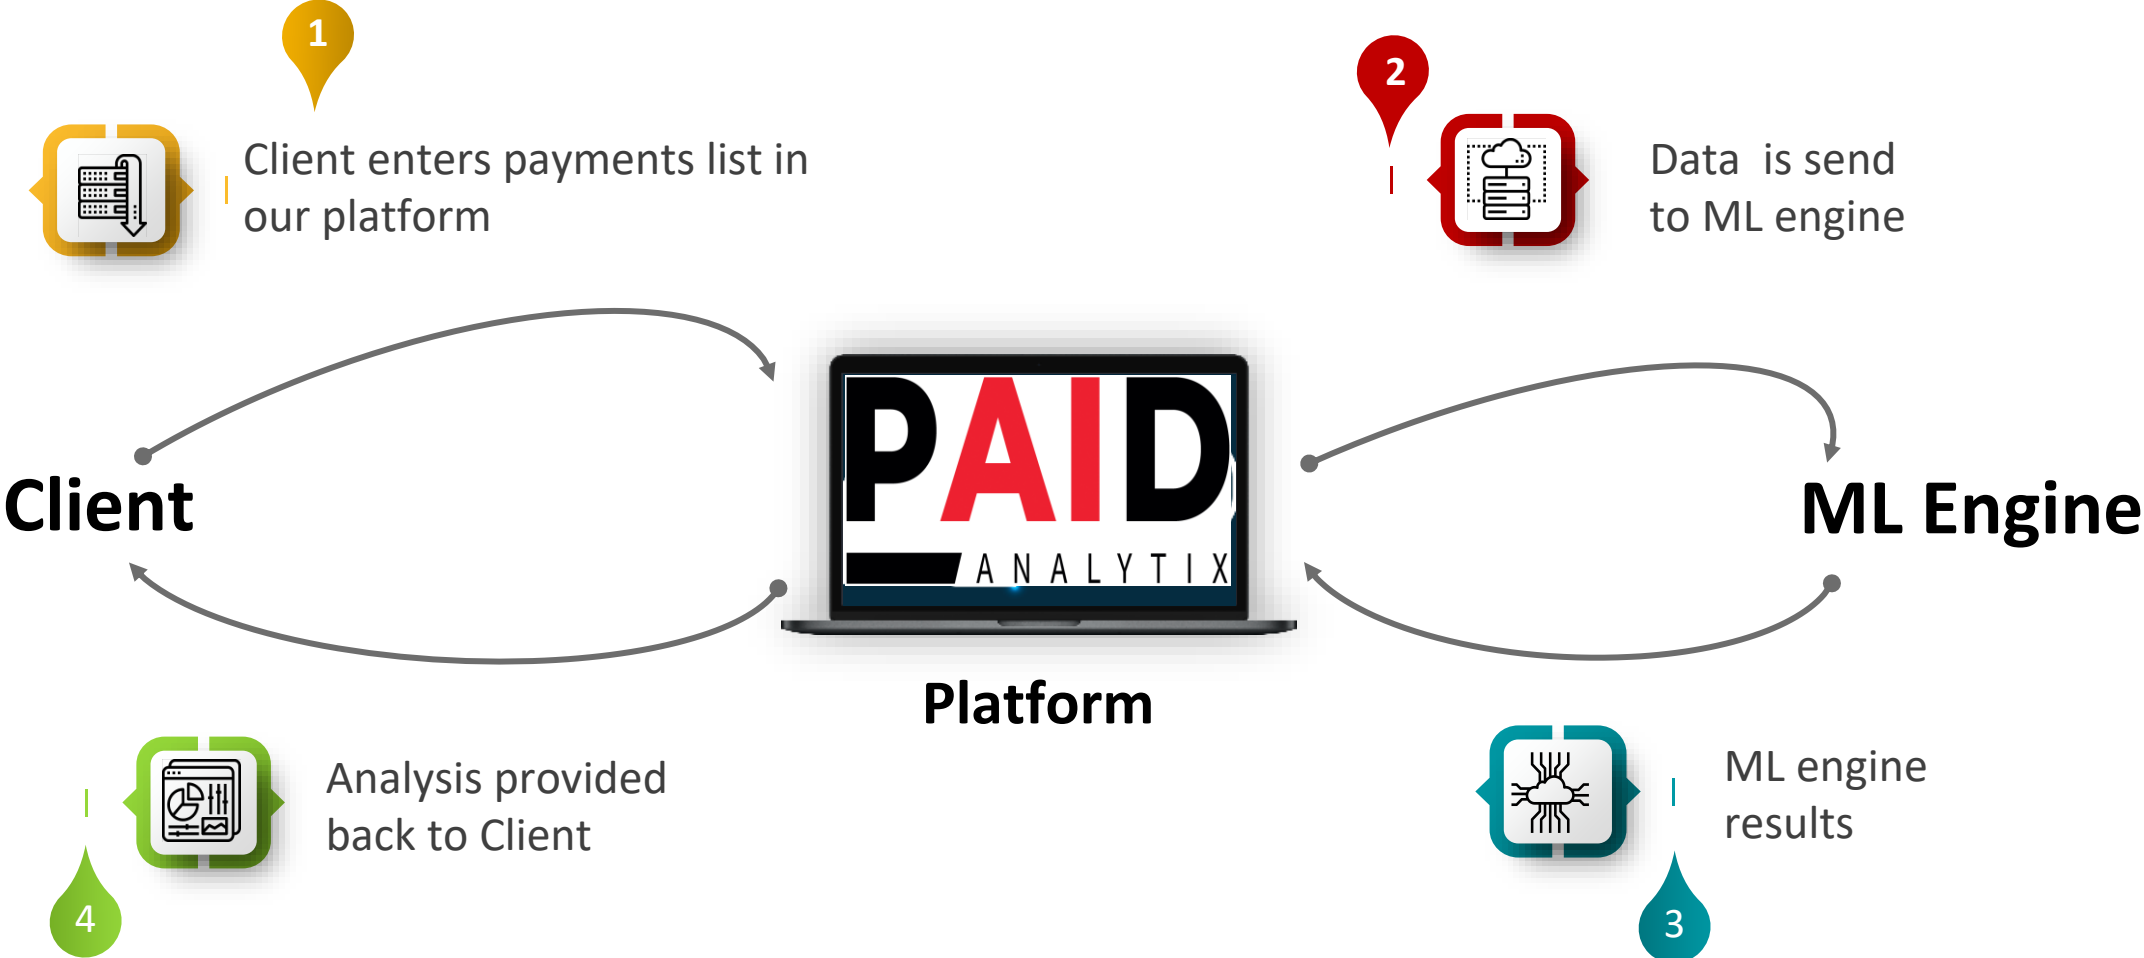 1
Client enters payments list in
our platform
2
Data  is send
to ML engine
Client
PAID
ANALYTIX
ML Engine
Platform
4
Analysis provided
back to Client
3
ML engine
results